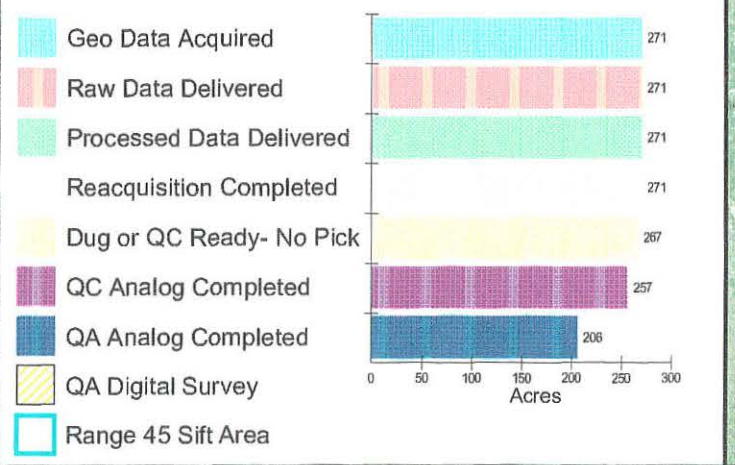 Geo Data Acquired 271
Raw Data Delivered 271
Processed Data Delivered 271
Reacquisition Completed 271
Dug or QC Ready- No Pick 267
QC Analog Completed 257
QA Analog Completed 206
QA Digital Survey
0 50 100 150 200 250 300
Acres
Range 45 Sift Area